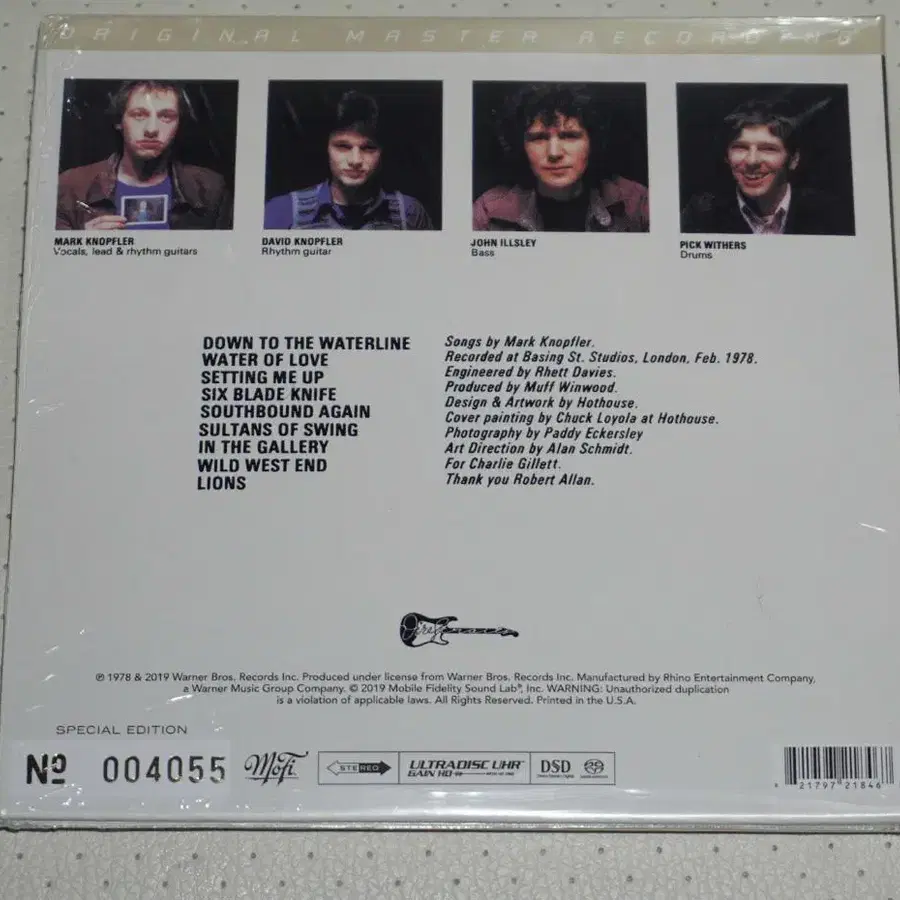 ORIGINAL MASTER RECORDING
MARK KNOPFLER
Vocals, lead & rhythm guitars
DAVID KNOPFLER
Rhythm guitar
JOHN ILLSLEY
Bass
PICK WITHERS
Drums
DOWN TO THE WATERLINE
WATER OF LOVE
SETTING ME UP
SIX BLADE KNIFE
SOUTHBOUND AGAIN
SULTANS OF SWING
IN THE GALLERY
WILD WEST END
LIONS
Songs by Mark Knopfler.
Recorded at Basing St. Studios, London, Feb. 1978.
Engineered by Rhett Davies.
Produced by Muff Winwood.
Design & Artwork by Hothouse.
Cover painting by Chuck Loyola at Hothouse.
Photography by Paddy Eckersley
Art Direction by Alan Schmidt.
For Charlie Gillett.
Thank you Robert Allan.
℗ 1978 & 2019 Warner Bros. Records Inc. Produced under license from Warner Bros. Records Inc. Manufactured by Rhino Entertainment Company,
a Warner Music Group Company. © 2019 Mobile Fidelity Sound Lab®, Inc. WARNING: Unauthorized duplication
is a violation of applicable laws. All Rights Reserved. Printed in the U.S.A.
SPECIAL EDITION
Nº 004055
MoFi
STEREO
ULTRADISC UHR™
GAIN HD
DSD
Direct Stream Digital
21797 21846